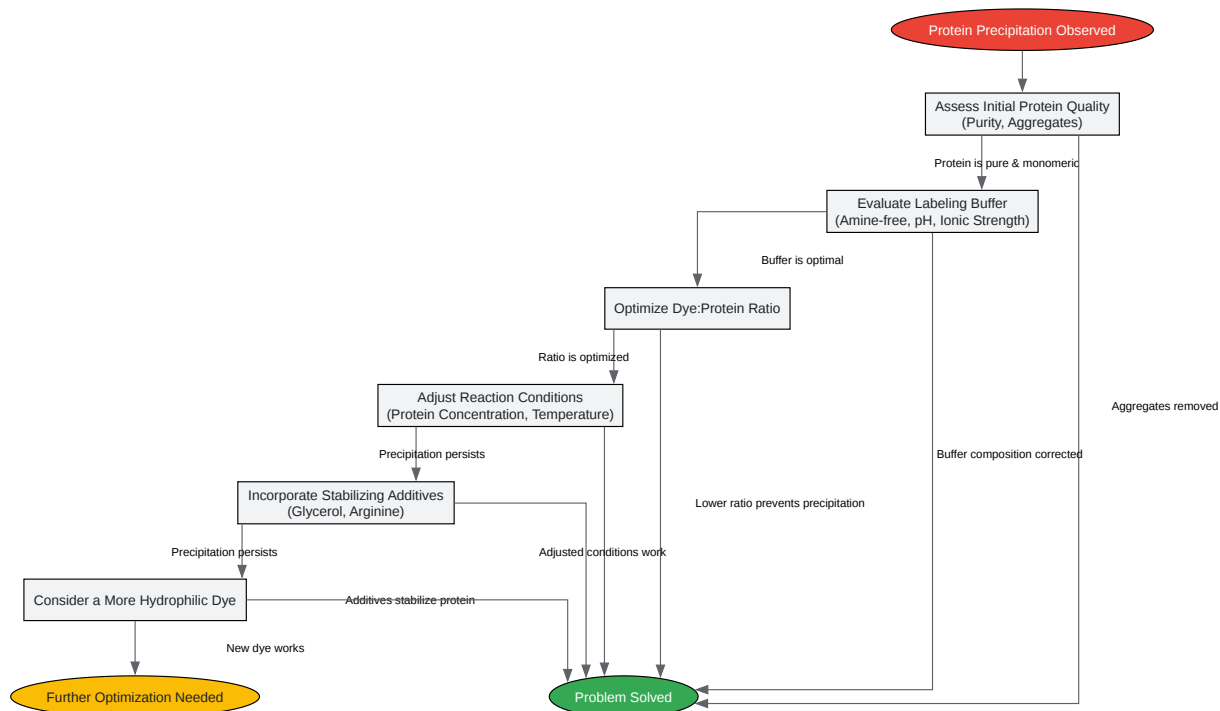 Protein Precipitation Observed
Assess Initial Protein Quality
(Purity, Aggregates)
Protein is pure & monomeric
Evaluate Labeling Buffer
(Amine-free, pH, Ionic Strength)
Buffer is optimal
Optimize Dye:Protein Ratio
Ratio is optimized
Adjust Reaction Conditions
(Protein Concentration, Temperature)
Aggregates removed
Precipitation persists
Buffer composition corrected
Incorporate Stabilizing Additives
(Glycerol, Arginine)
Lower ratio prevents precipitation
Precipitation persists
Adjusted conditions work
Consider a More Hydrophilic Dye
Additives stabilize protein
New dye works
Further Optimization Needed
Problem Solved